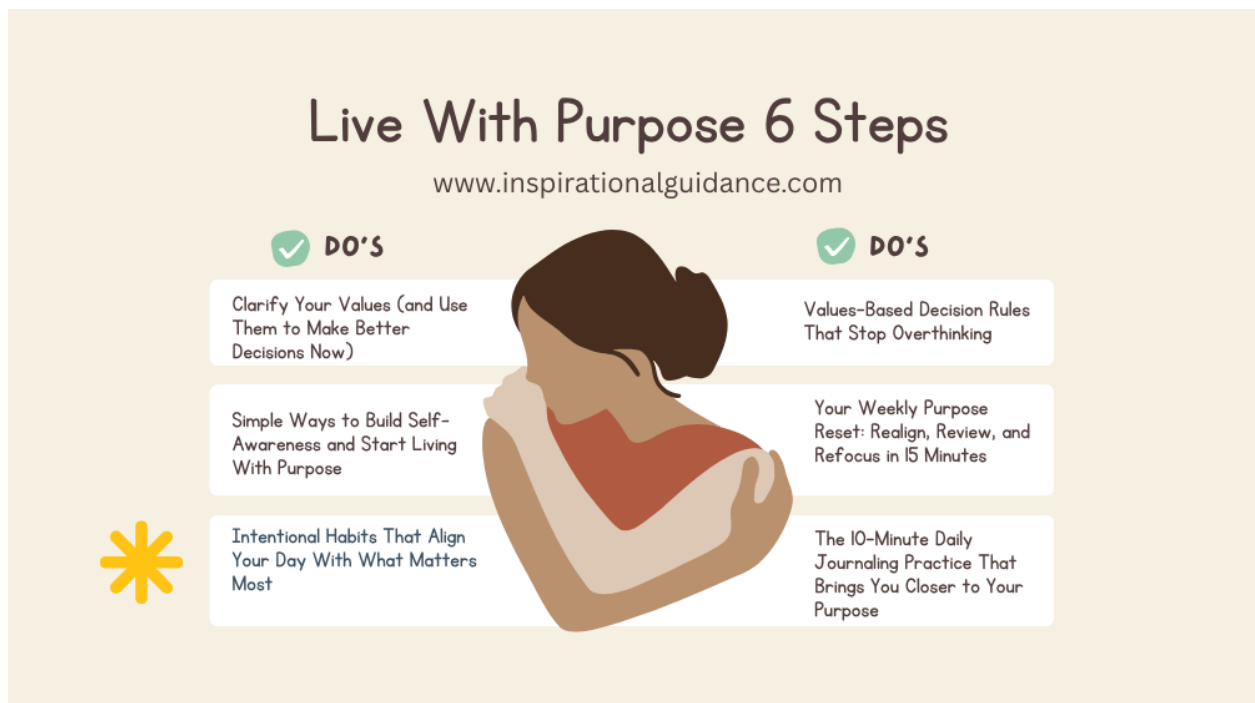 Live With Purpose 6 Steps
www.inspirationalguidance.com
DO'S
Clarify Your Values (and Use
Them to Make Better
Decisions Now)
Simple Ways to Build Self-
Awareness and Start Living
With Purpose
Intentional Habits That Align
Your Day With What Matters
Most
DO'S
Values-Based Decision Rules
That Stop Overthinking
Your Weekly Purpose
Reset: Realign, Review, and
Refocus in 15 Minutes
The 10-Minute Daily
Journaling Practice That
Brings You Closer to Your
Purpose